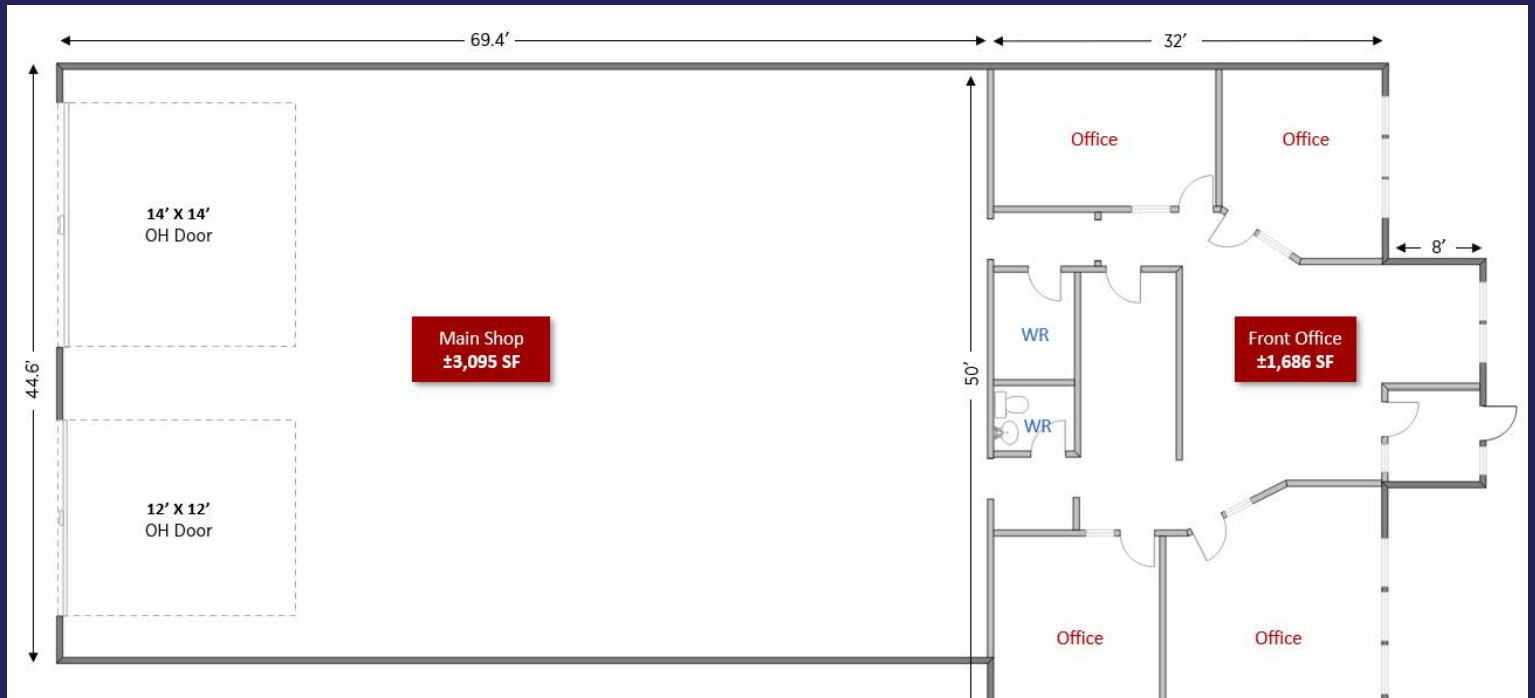 69.4’
32’
Office
Office
14’ X 14’
OH Door
8’
Main Shop
±3,095 SF
WR
Front Office
±1,686 SF
44.6’
50’
WR
12’ X 12’
OH Door
Office
Office